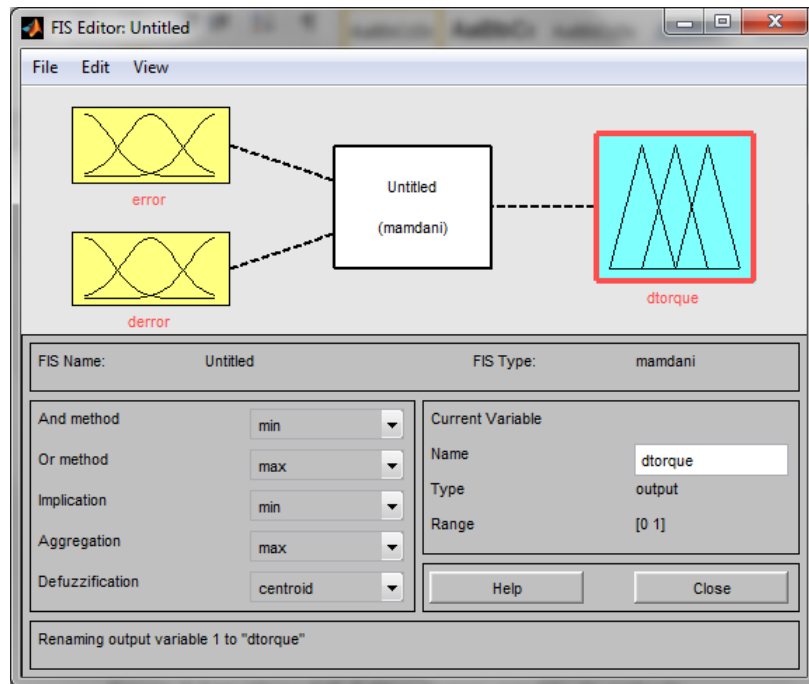 FIS Editor: Untitled
File Edit View
error
derror
Untitled
(mamdani)
dtorque
FIS Name: Untitled FIS Type: mamdani
And method min
Or method max
Implication min
Aggregation max
Defuzzification centroid
Current Variable
Name dtorque
Type output
Range [0 1]
Help Close
Renaming output variable 1 to "dtorque"